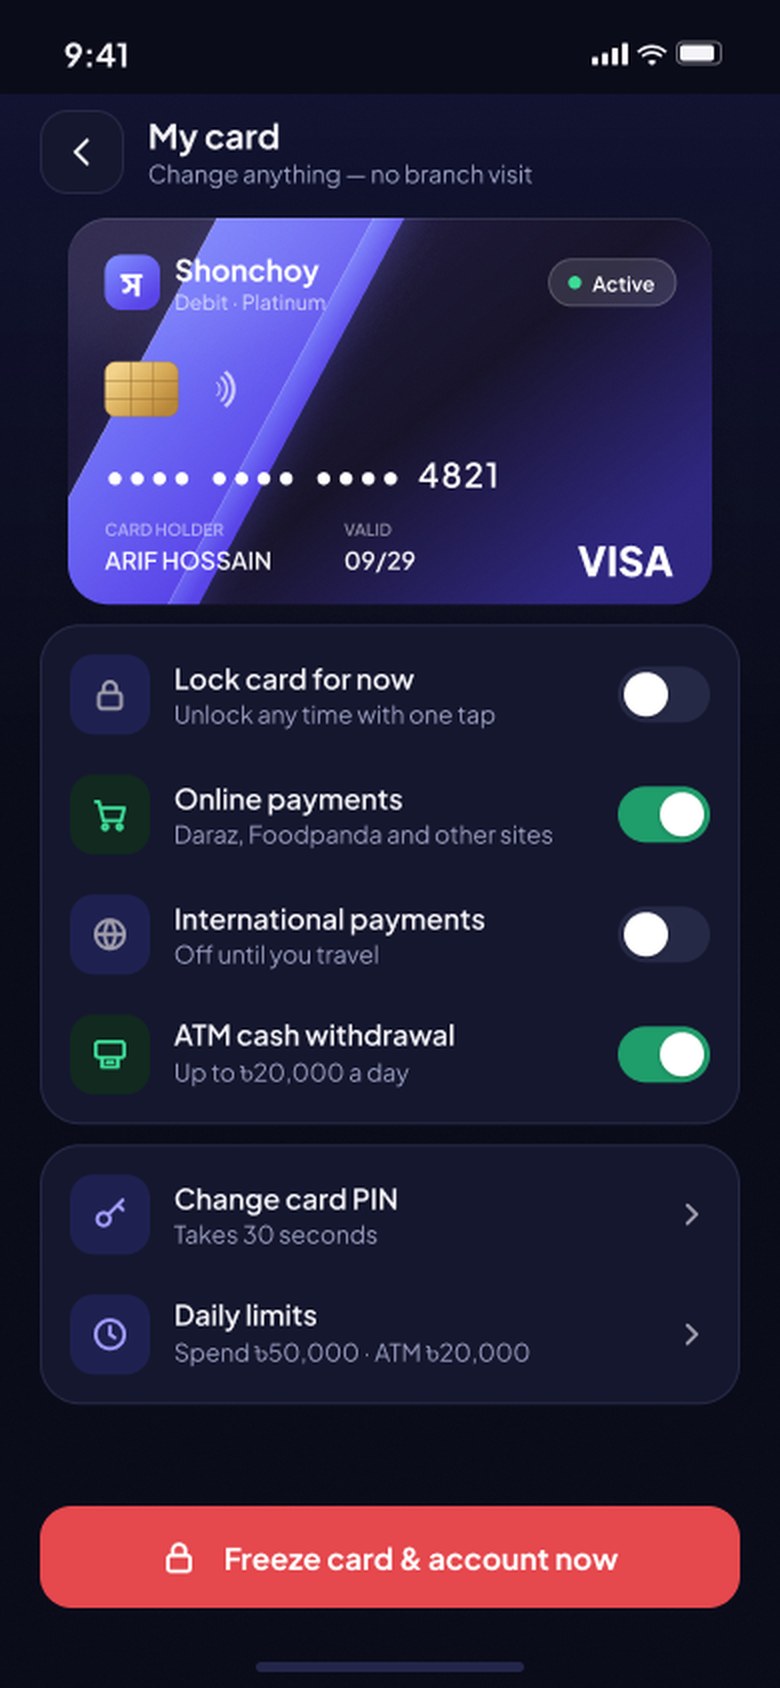 9:41
My card
Change anything — no branch visit
স
Shonchoy
Debit · Platinum
Active
•••• •••• •••• 4821
CARD HOLDER
VALID
ARIF HOSSAIN
09/29
VISA
Lock card for now
Unlock any time with one tap
Online payments
Daraz, Foodpanda and other sites
International payments
Off until you travel
ATM cash withdrawal
Up to ৳20,000 a day
Change card PIN
Takes 30 seconds
Daily limits
Spend ৳50,000 · ATM ৳20,000
Freeze card & account now